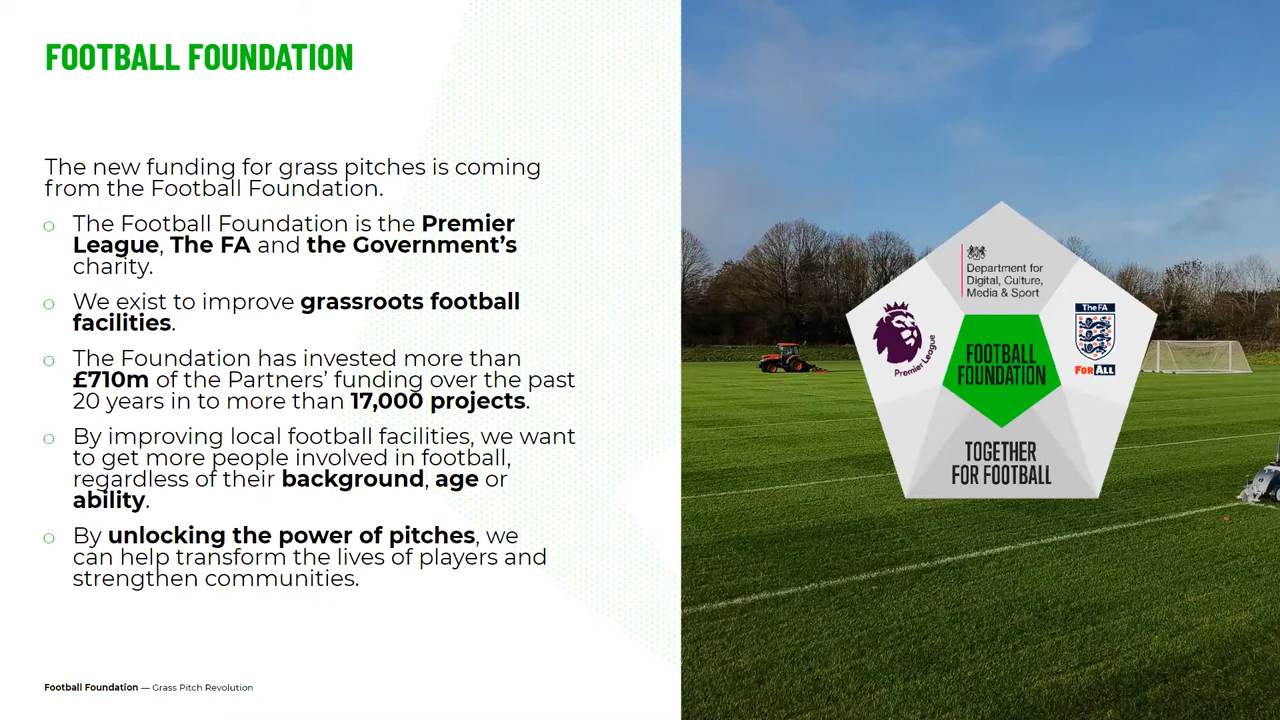 FOOTBALL FOUNDATION
The new funding for grass pitches is coming
from the Football Foundation.
The Football Foundation is the Premier
League, The FA and the Government’s
charity.
We exist to improve grassroots football
facilities.
The Foundation has invested more than
£710m of the Partners’ funding over the past
20 years in to more than 17,000 projects.
By improving local football facilities, we want
to get more people involved in football,
regardless of their background, age or
ability.
By unlocking the power of pitches, we
can help transform the lives of players and
strengthen communities.
Football Foundation — Grass Pitch Revolution
Department for
Digital, Culture,
Media & Sport
Premier League
The FA
FOR ALL
FOOTBALL
FOUNDATION
TOGETHER
FOR FOOTBALL